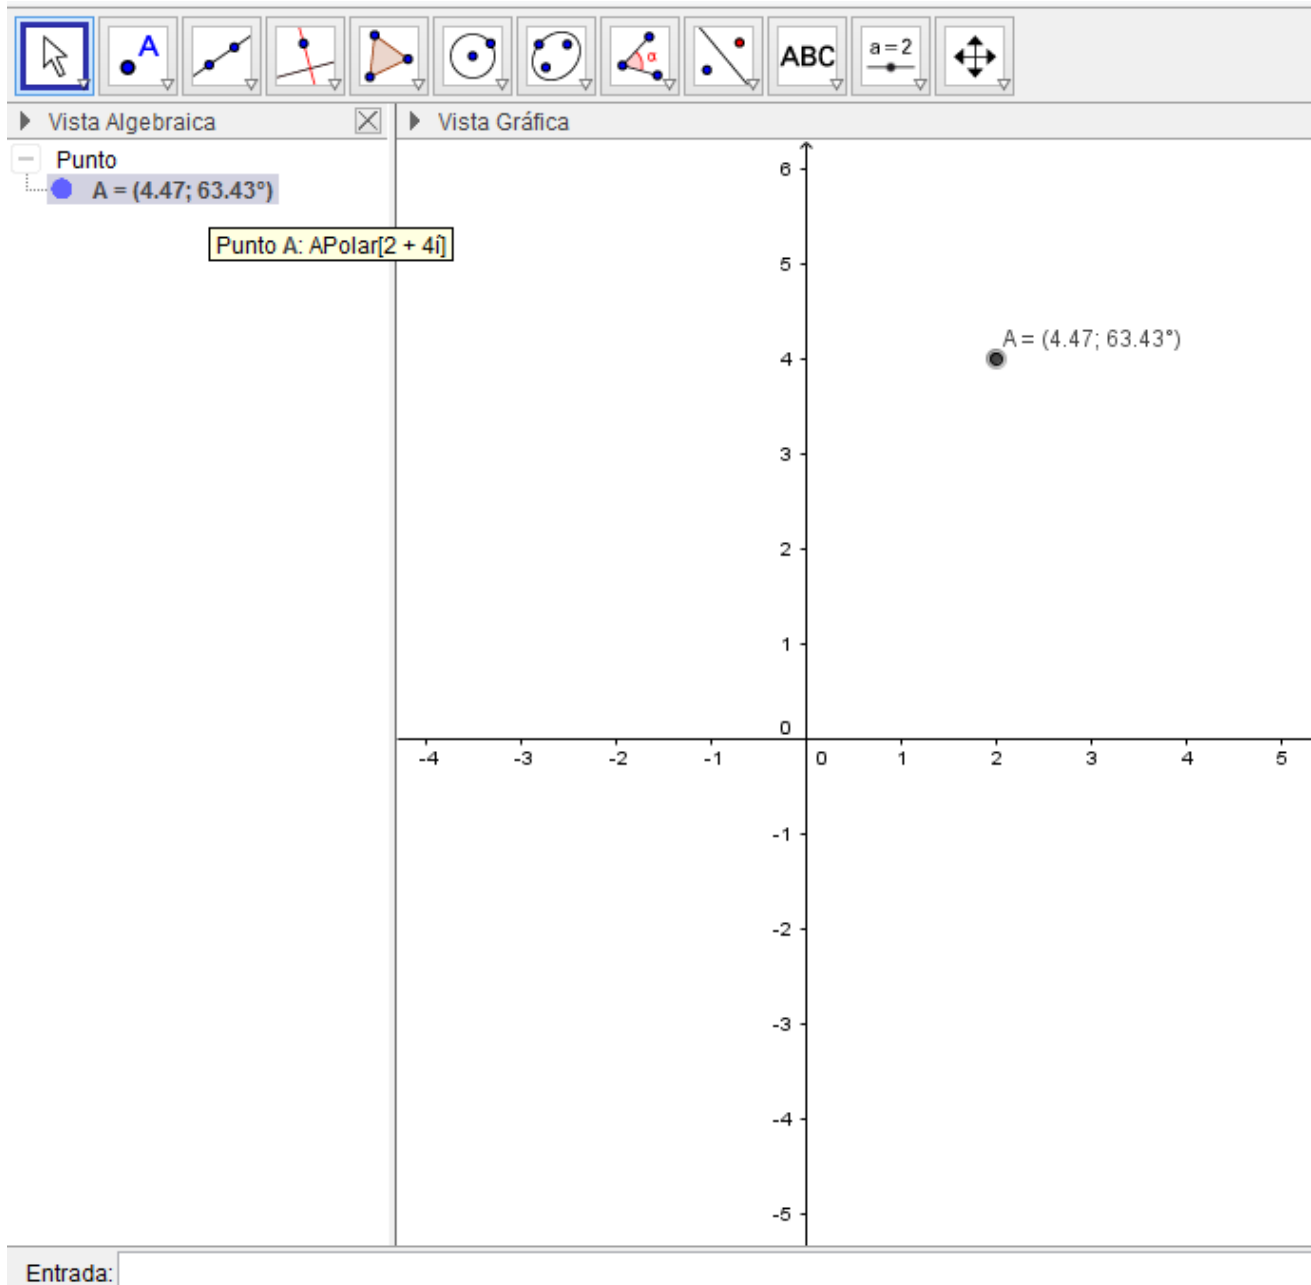 A
α
ABC
a = 2
Vista Algebraica
Vista Gráfica
Punto
A = (4.47; 63.43°)
Punto A: APolar[2 + 4í]
A = (4.47; 63.43°)
6
5
4
3
2
1
0
-4 -3 -2 -1 0 1 2 3 4 5
-1
-2
-3
-4
-5
Entrada: